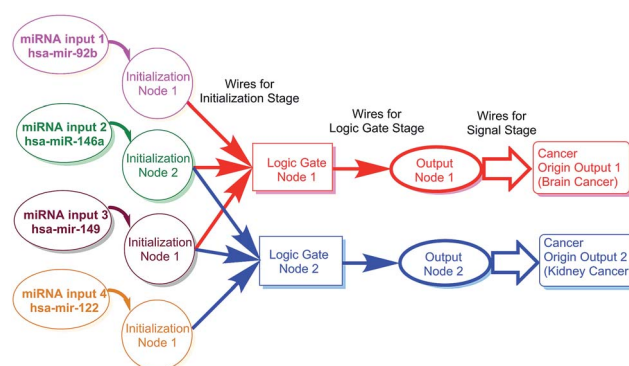 miRNA input 1
hsa-mir-92b
Initialization
Node 1
Wires for
Initialization Stage
Wires for
Logic Gate Stage
Wires for
Signal Stage
miRNA input 2
hsa-miR-146a
Initialization
Node 2
Logic Gate
Node 1
Output
Node 1
Cancer
Origin Output 1
(Brain Cancer)
miRNA input 3
hsa-mir-149
Initialization
Node 1
Logic Gate
Node 2
Output
Node 2
Cancer
Origin Output 2
(Kidney Cancer
miRNA input 4
hsa-mir-122
Initialization
Node 1